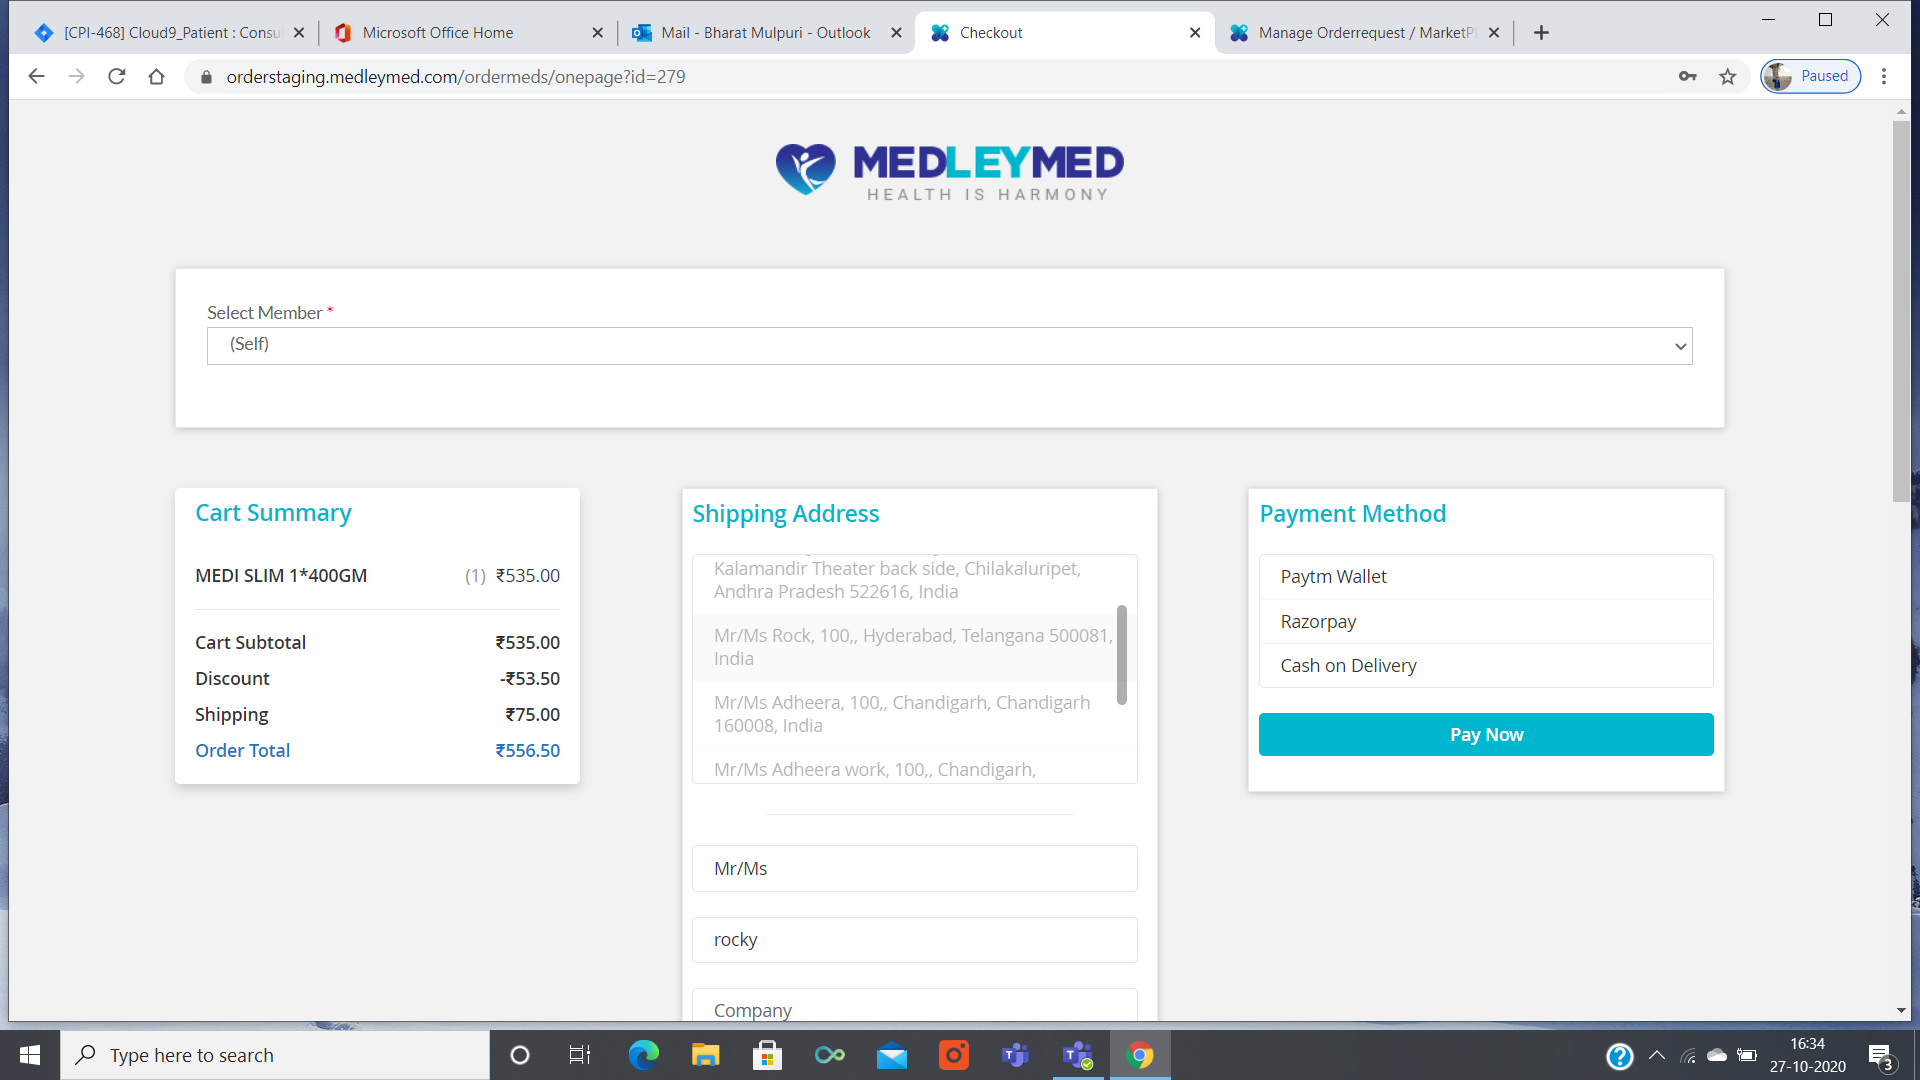 [CPI-468] Cloud9_Patient : Consu
Microsoft Office Home
Mail - Bharat Mulpuri - Outlook
Checkout
Manage Orderrequest / MarketPl
orderstaging.medleymed.com/ordermeds/onepage?id=279
Paused
MEDLEYMED
HEALTH IS HARMONY
Select Member *
(Self)
Cart Summary
MEDI SLIM 1*400GM (1) ₹535.00
Cart Subtotal ₹535.00
Discount -₹53.50
Shipping ₹75.00
Order Total ₹556.50
Shipping Address
Kalamandir Theater back side, Chilakaluripet,
Andhra Pradesh 522616, India
Mr/Ms Rock, 100,, Hyderabad, Telangana 500081,
India
Mr/Ms Adheera, 100,, Chandigarh, Chandigarh
160008, India
Mr/Ms Adheera work, 100,, Chandigarh,
Mr/Ms
rocky
Company
Payment Method
Paytm Wallet
Razorpay
Cash on Delivery
Pay Now
Type here to search
16:34
27-10-2020
3